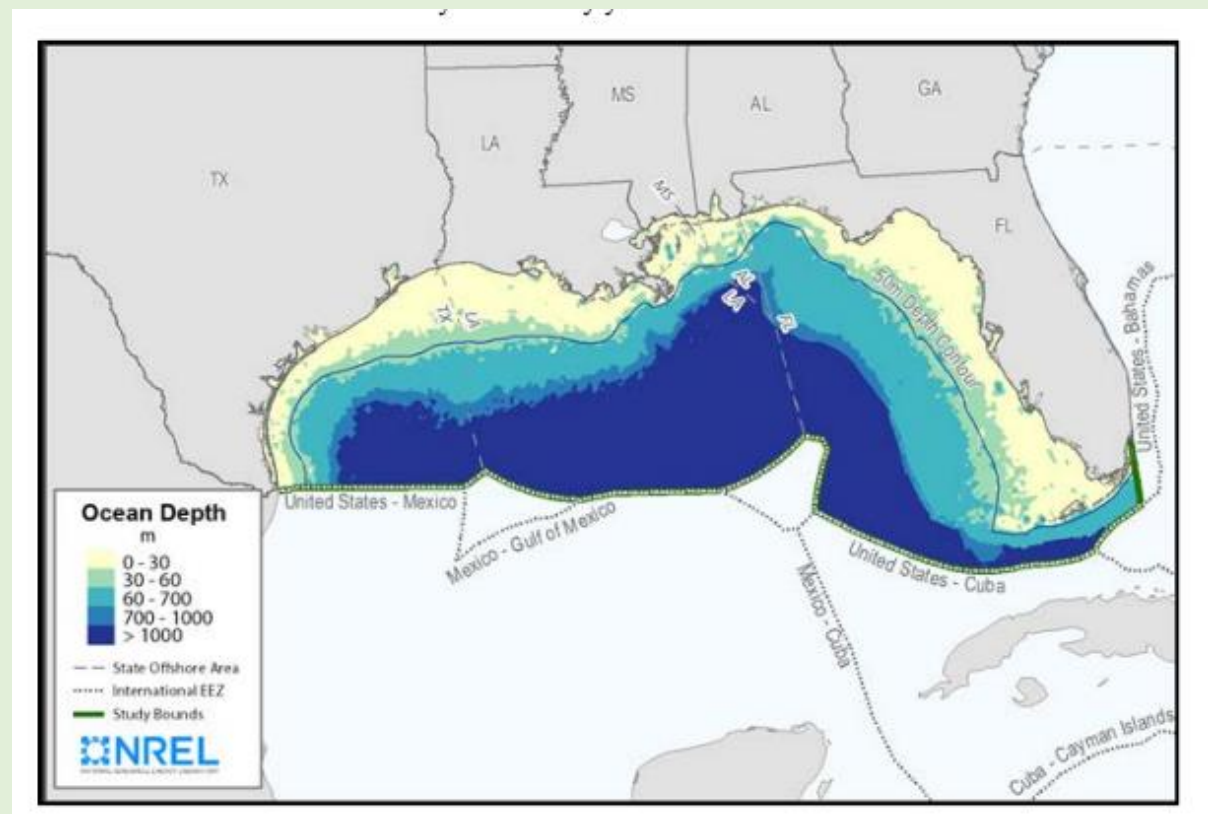 MS
AL
GA
LA
TX
MS
FL
AL
LA
FL
TX
LA
50m Depth Contour
United States - Bahamas
United States - Mexico
Mexico - Gulf of Mexico
United States - Cuba
Mexico - Cuba
Cuba - Cayman Islands
Ocean Depth
m
0 - 30
30 - 60
60 - 700
700 - 1000
> 1000
State Offshore Area
International EEZ
Study Bounds
NREL